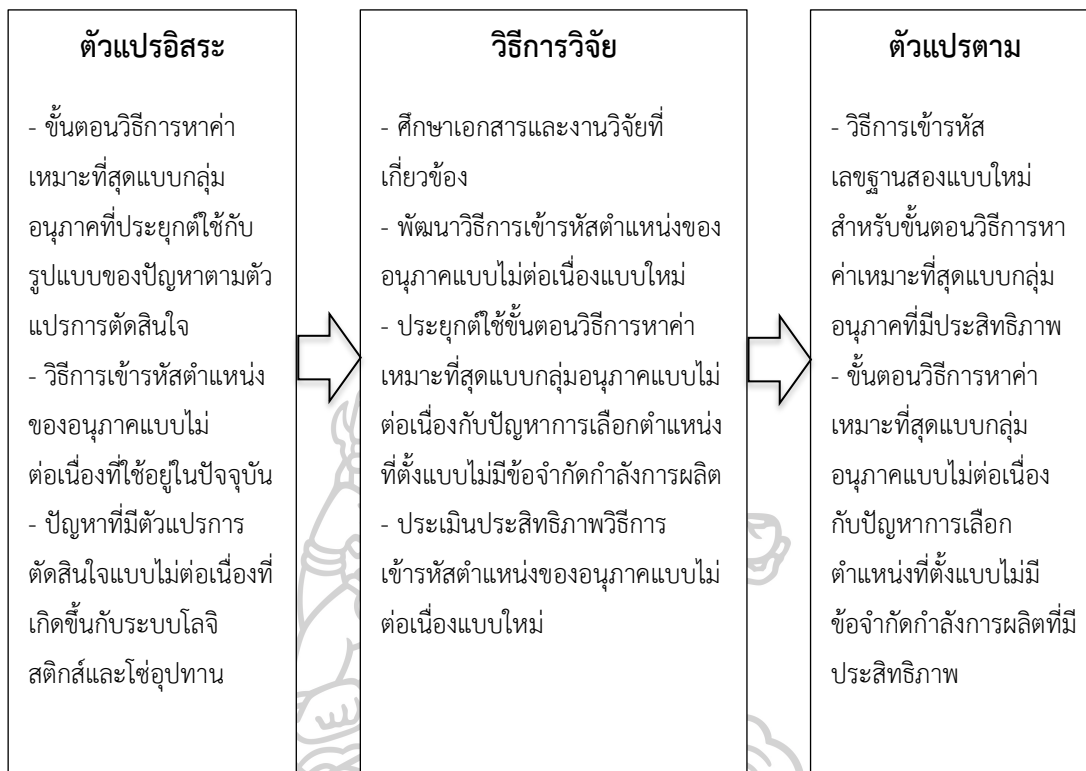 ตัวแปรอิสระ
- ขั้นตอนวิธีการหาค่า
เหมาะที่สุดแบบกลุ่ม
อนุภาคที่ประยุกต์ใช้กับ
รูปแบบของปัญหาตามตัว
แปรการตัดสินใจ
- วิธีการเข้ารหัสตำแหน่ง
ของอนุภาคแบบไม่
ต่อเนื่องที่ใช้อยู่ในปัจจุบัน
- ปัญหาที่มีตัวแปรการ
ตัดสินใจแบบไม่ต่อเนื่องที่
เกิดขึ้นกับระบบโลจิ
สติกส์และโซ่อุปทาน
วิธีการวิจัย
- ศึกษาเอกสารและงานวิจัยที่
เกี่ยวข้อง
- พัฒนาวิธีการเข้ารหัสตำแหน่งของ
อนุภาคแบบไม่ต่อเนื่องแบบใหม่
- ประยุกต์ใช้ขั้นตอนวิธีการหาค่า
เหมาะที่สุดแบบกลุ่มอนุภาคแบบไม่
ต่อเนื่องกับปัญหาการเลือกตำแหน่ง
ที่ตั้งแบบไม่มีข้อจำกัดกำลังการผลิต
- ประเมินประสิทธิภาพวิธีการ
เข้ารหัสตำแหน่งของอนุภาคแบบไม่
ต่อเนื่องแบบใหม่
ตัวแปรตาม
- วิธีการเข้ารหัส
เลขฐานสองแบบใหม่
สำหรับขั้นตอนวิธีการหา
ค่าเหมาะที่สุดแบบกลุ่ม
อนุภาคที่มีประสิทธิภาพ
- ขั้นตอนวิธีการหาค่า
เหมาะที่สุดแบบกลุ่ม
อนุภาคแบบไม่ต่อเนื่อง
กับปัญหาการเลือก
ตำแหน่งที่ตั้งแบบไม่มี
ข้อจำกัดกำลังการผลิตที่มี
ประสิทธิภาพ